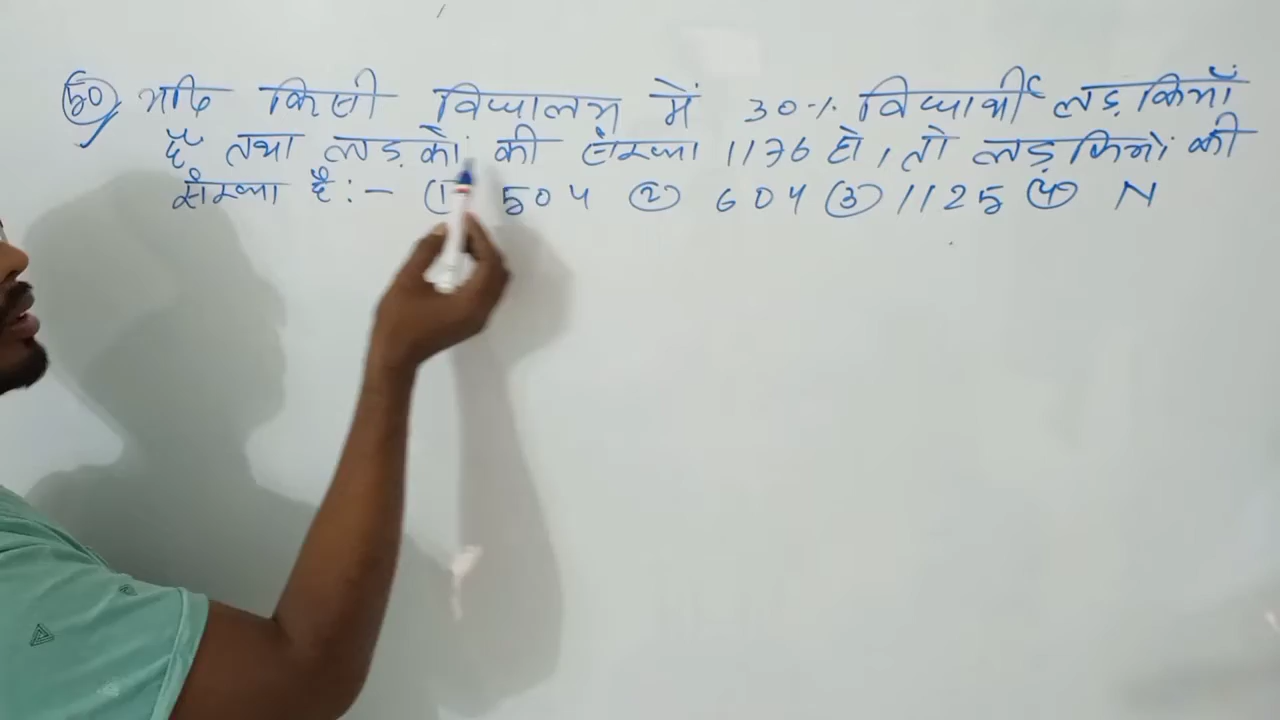 50) यदि किसी विध्यालय में 30% विध्यार्थी लड़कियाँ
हैं तथा लड़कों की संख्या 1176 हो, तो लड़कियों की
संख्या है:- ① 504 ② 604 ③ 1125 ④ N